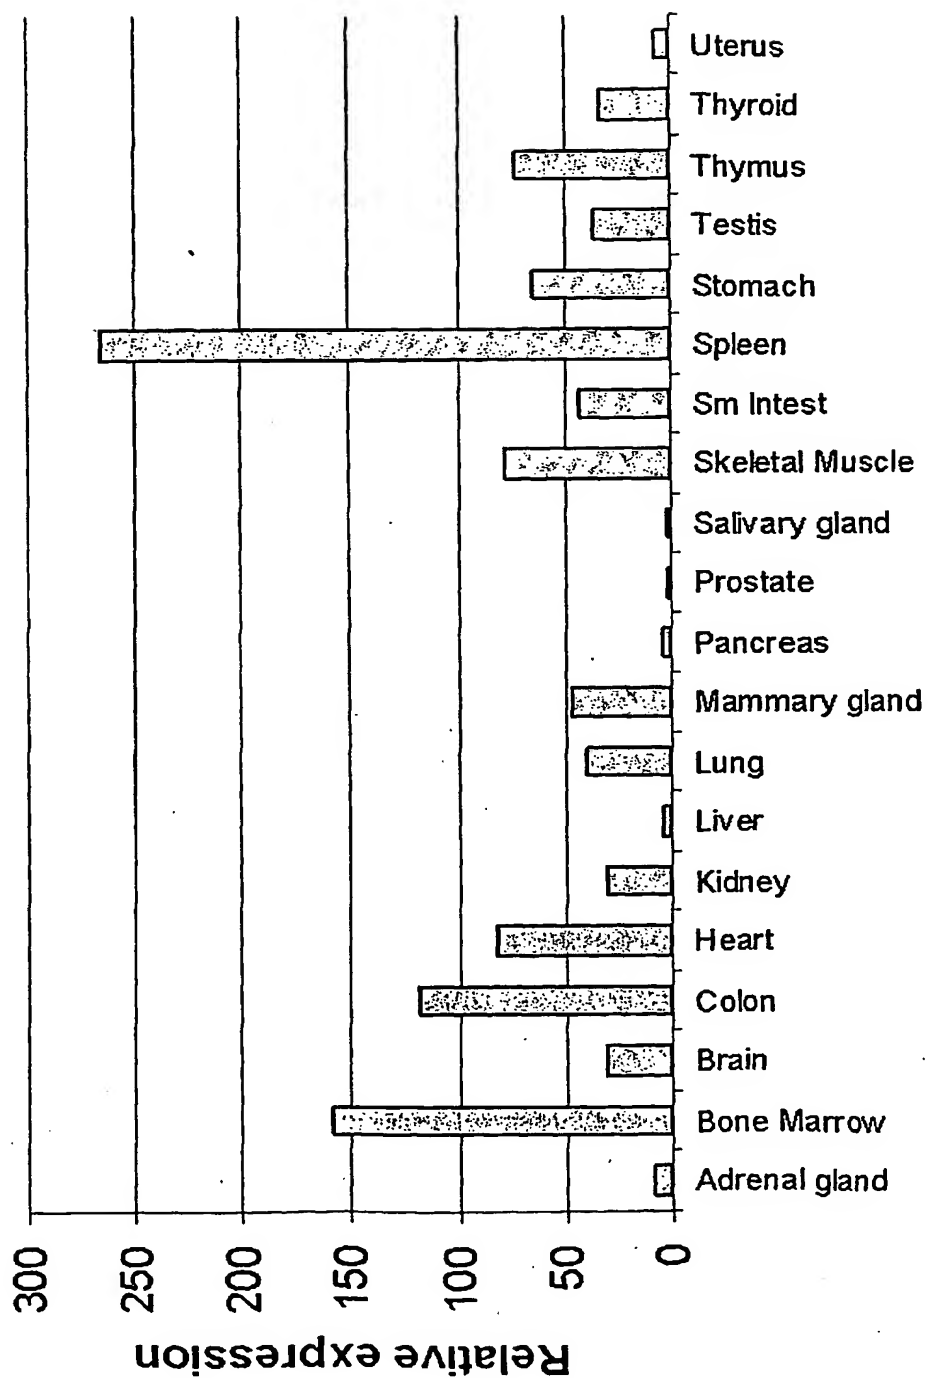 Uterus
Thyroid
Thymus
Testis
Stomach
Spleen
Sm Intest
Skeletal Muscle
Salivary gland
Prostate
Pancreas
Mammary gland
Lung
Liver
Kidney
Heart
Colon
Brain
Bone Marrow
Adrenal gland
300
250
200
150
100
50
0
Relative expression